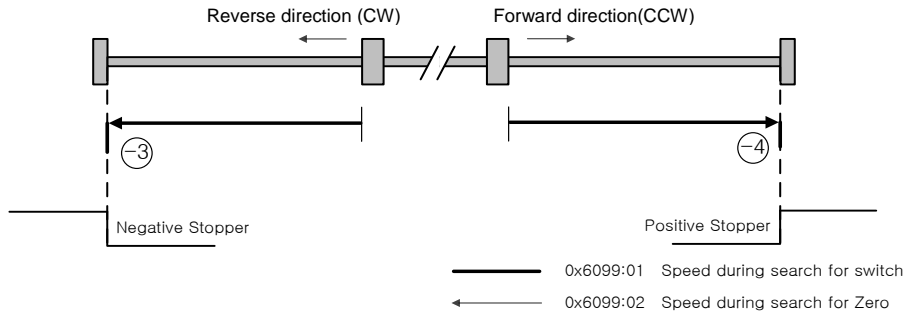 Reverse direction (CW)
Forward direction(CCW)
-3
-4
Negative Stopper
Positive Stopper
0x6099:01 Speed during search for switch
0x6099:02 Speed during search for Zero